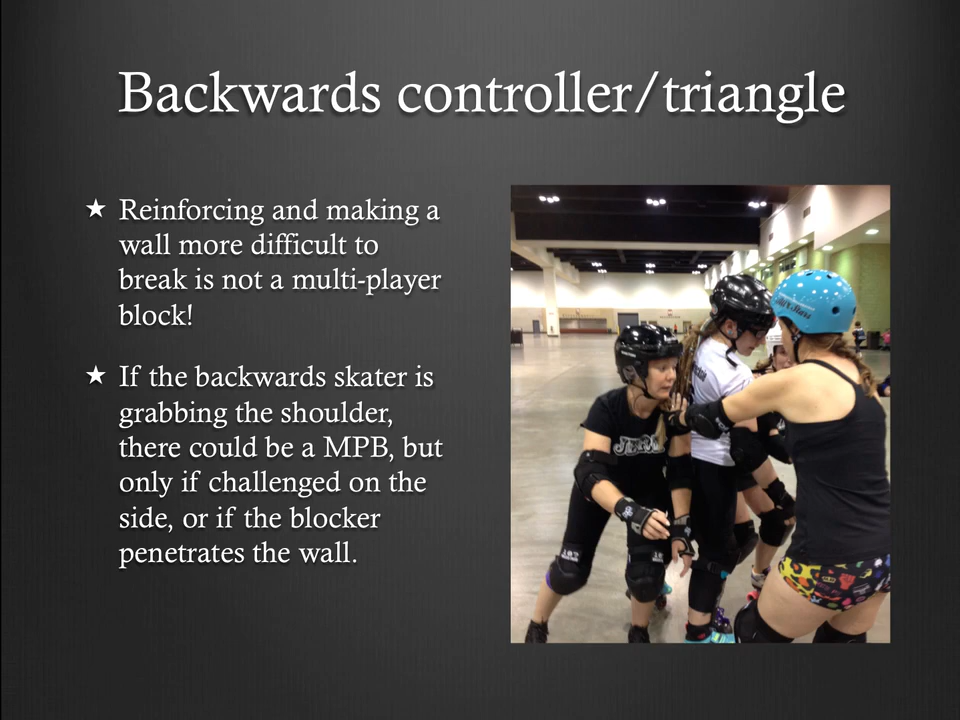 Backwards controller/triangle
★ Reinforcing and making a
wall more difficult to
break is not a multi-player
block!
★ If the backwards skater is
grabbing the shoulder,
there could be a MPB, but
only if challenged on the
side, or if the blocker
penetrates the wall.